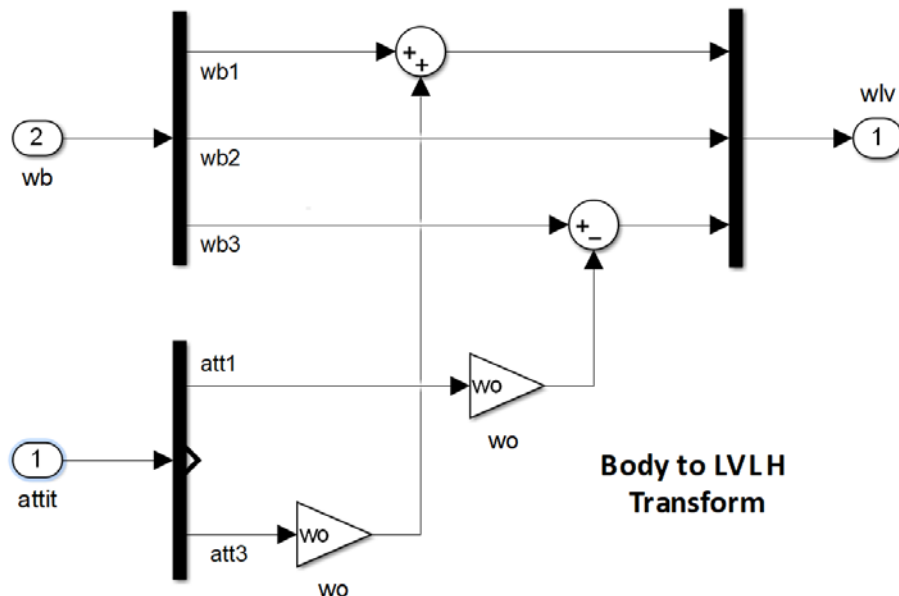 wb1
+
+
wlv
2
wb2
1
wb
wb3
+
−
att1
wo
wo
1
Body to LVLH
attit
Transform
wo
att3
wo